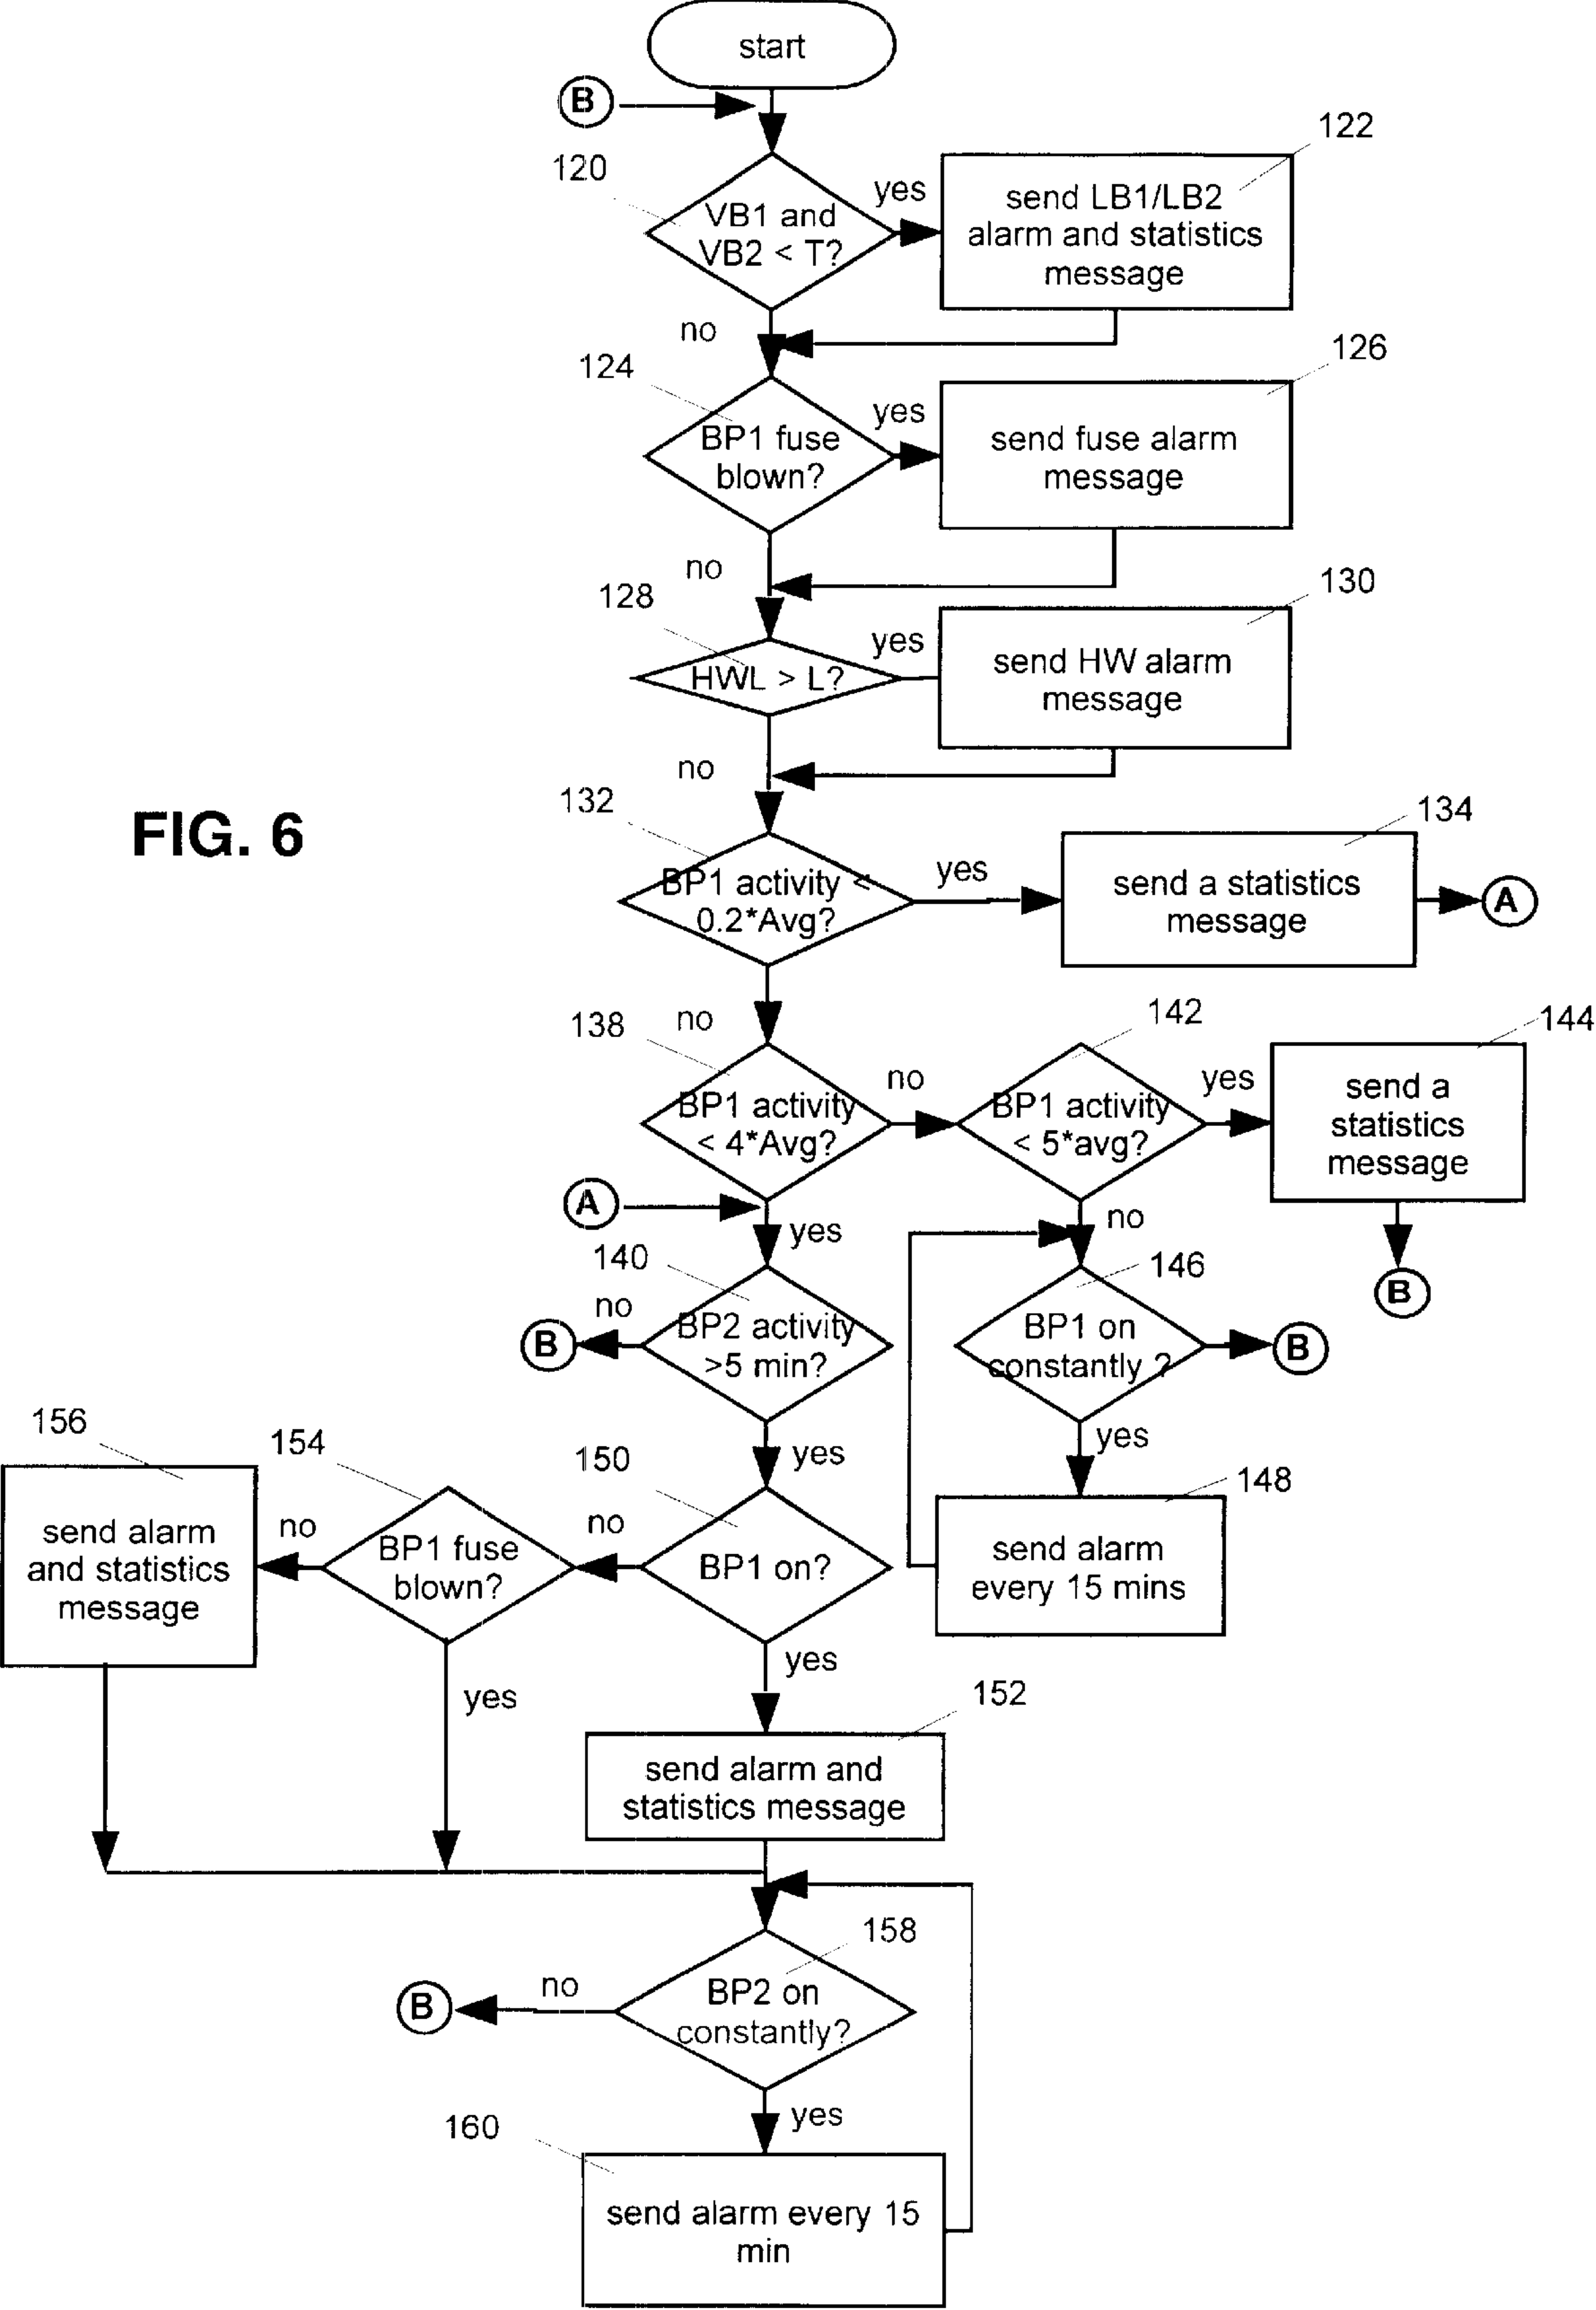 start
B
122
120
yes
VB1 and
VB2 < T?
send LB1/LB2
alarm and statistics
message
no
124
126
yes
BP1 fuse
blown?
send fuse alarm
message
no
128
130
yes
HWL > L?
send HW alarm
message
no
132
134
FIG. 6
BP1 activity <
0.2*Avg?
yes
send a statistics
message
A
no
138
142
144
BP1 activity
< 4*Avg?
no
BP1 activity
< 5*avg?
yes
send a
statistics
message
A
yes
no
140
146
B
no
B
BP2 activity
>5 min?
BP1 on
constantly ?
B
yes
yes
156
154
150
148
send alarm
and statistics
message
no
BP1 fuse
blown?
no
BP1 on?
send alarm
every 15 mins
yes
yes
152
send alarm and
statistics message
158
B
no
BP2 on
constantly?
yes
160
send alarm every 15
min